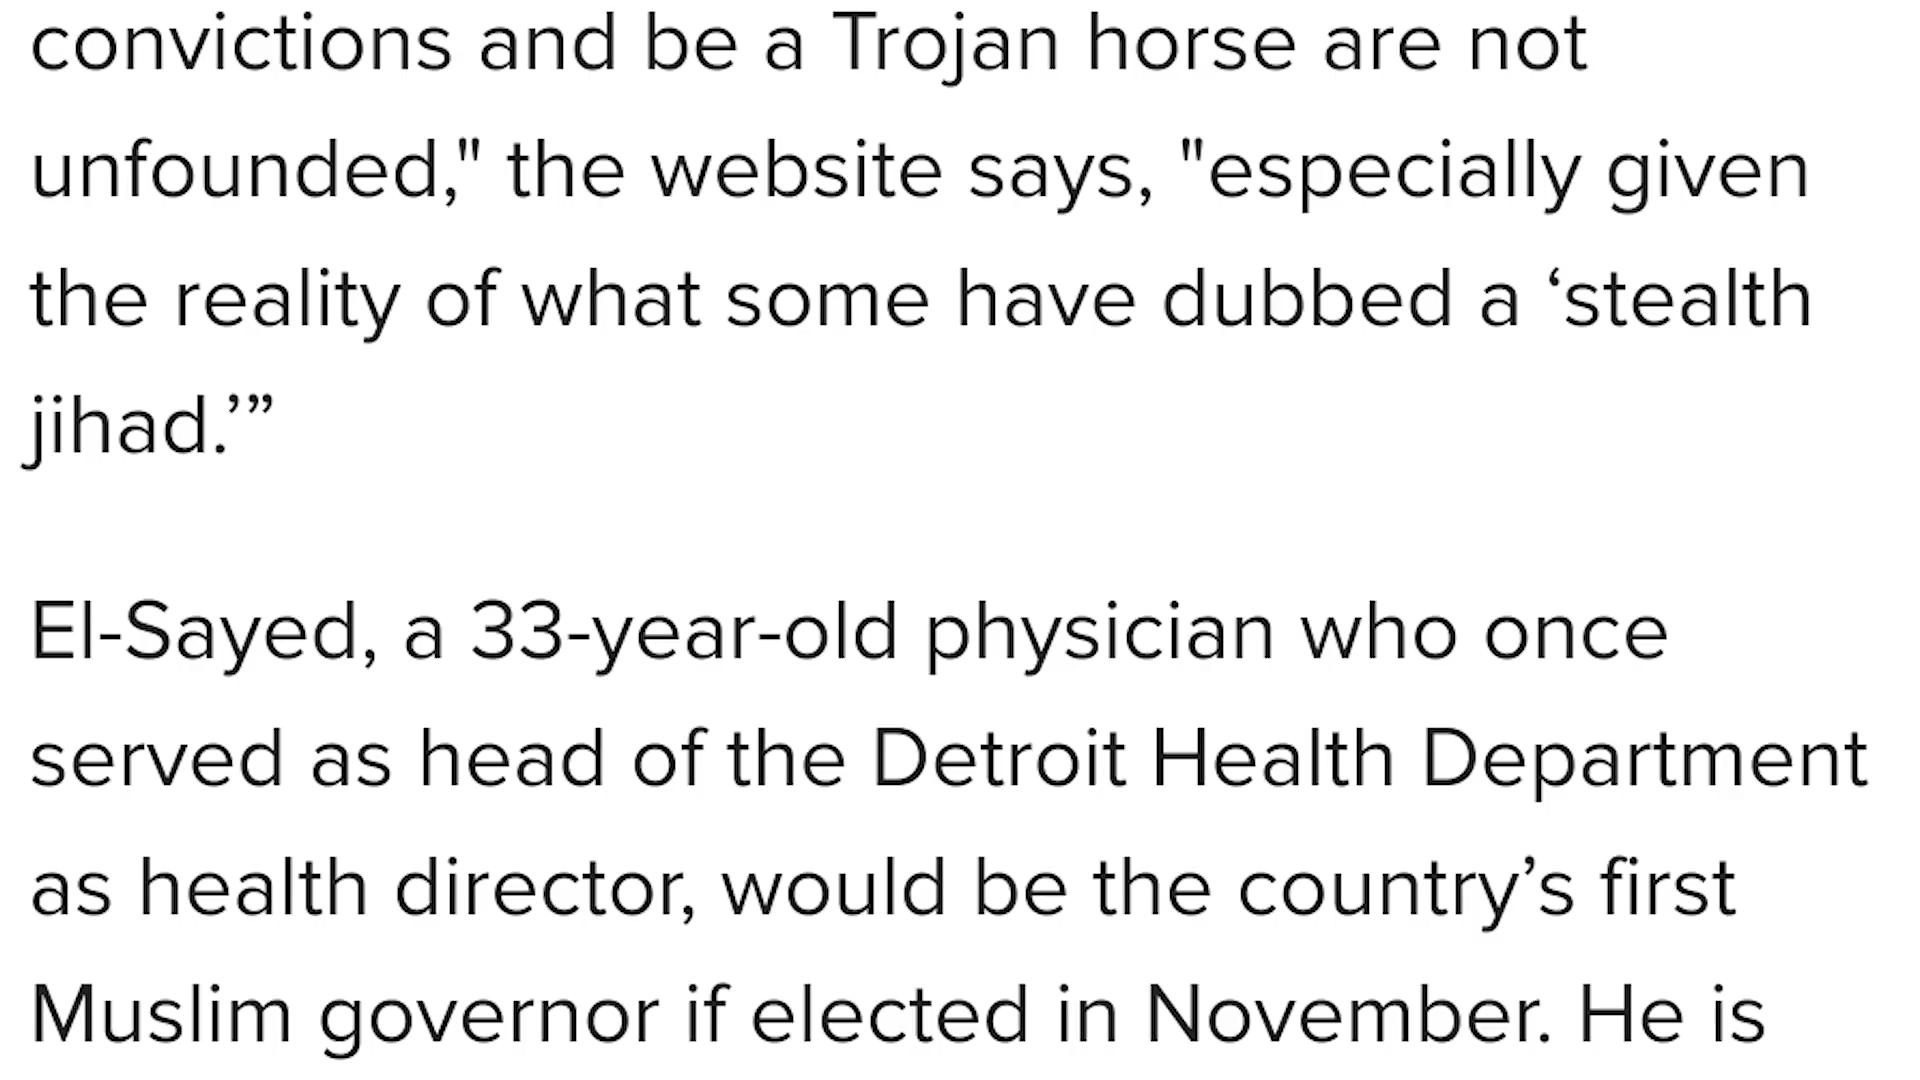 convictions and be a Trojan horse are not
unfounded," the website says, "especially given
the reality of what some have dubbed a ‘stealth
jihad.’”
El-Sayed, a 33-year-old physician who once
served as head of the Detroit Health Department
as health director, would be the country’s first
Muslim governor if elected in November. He is